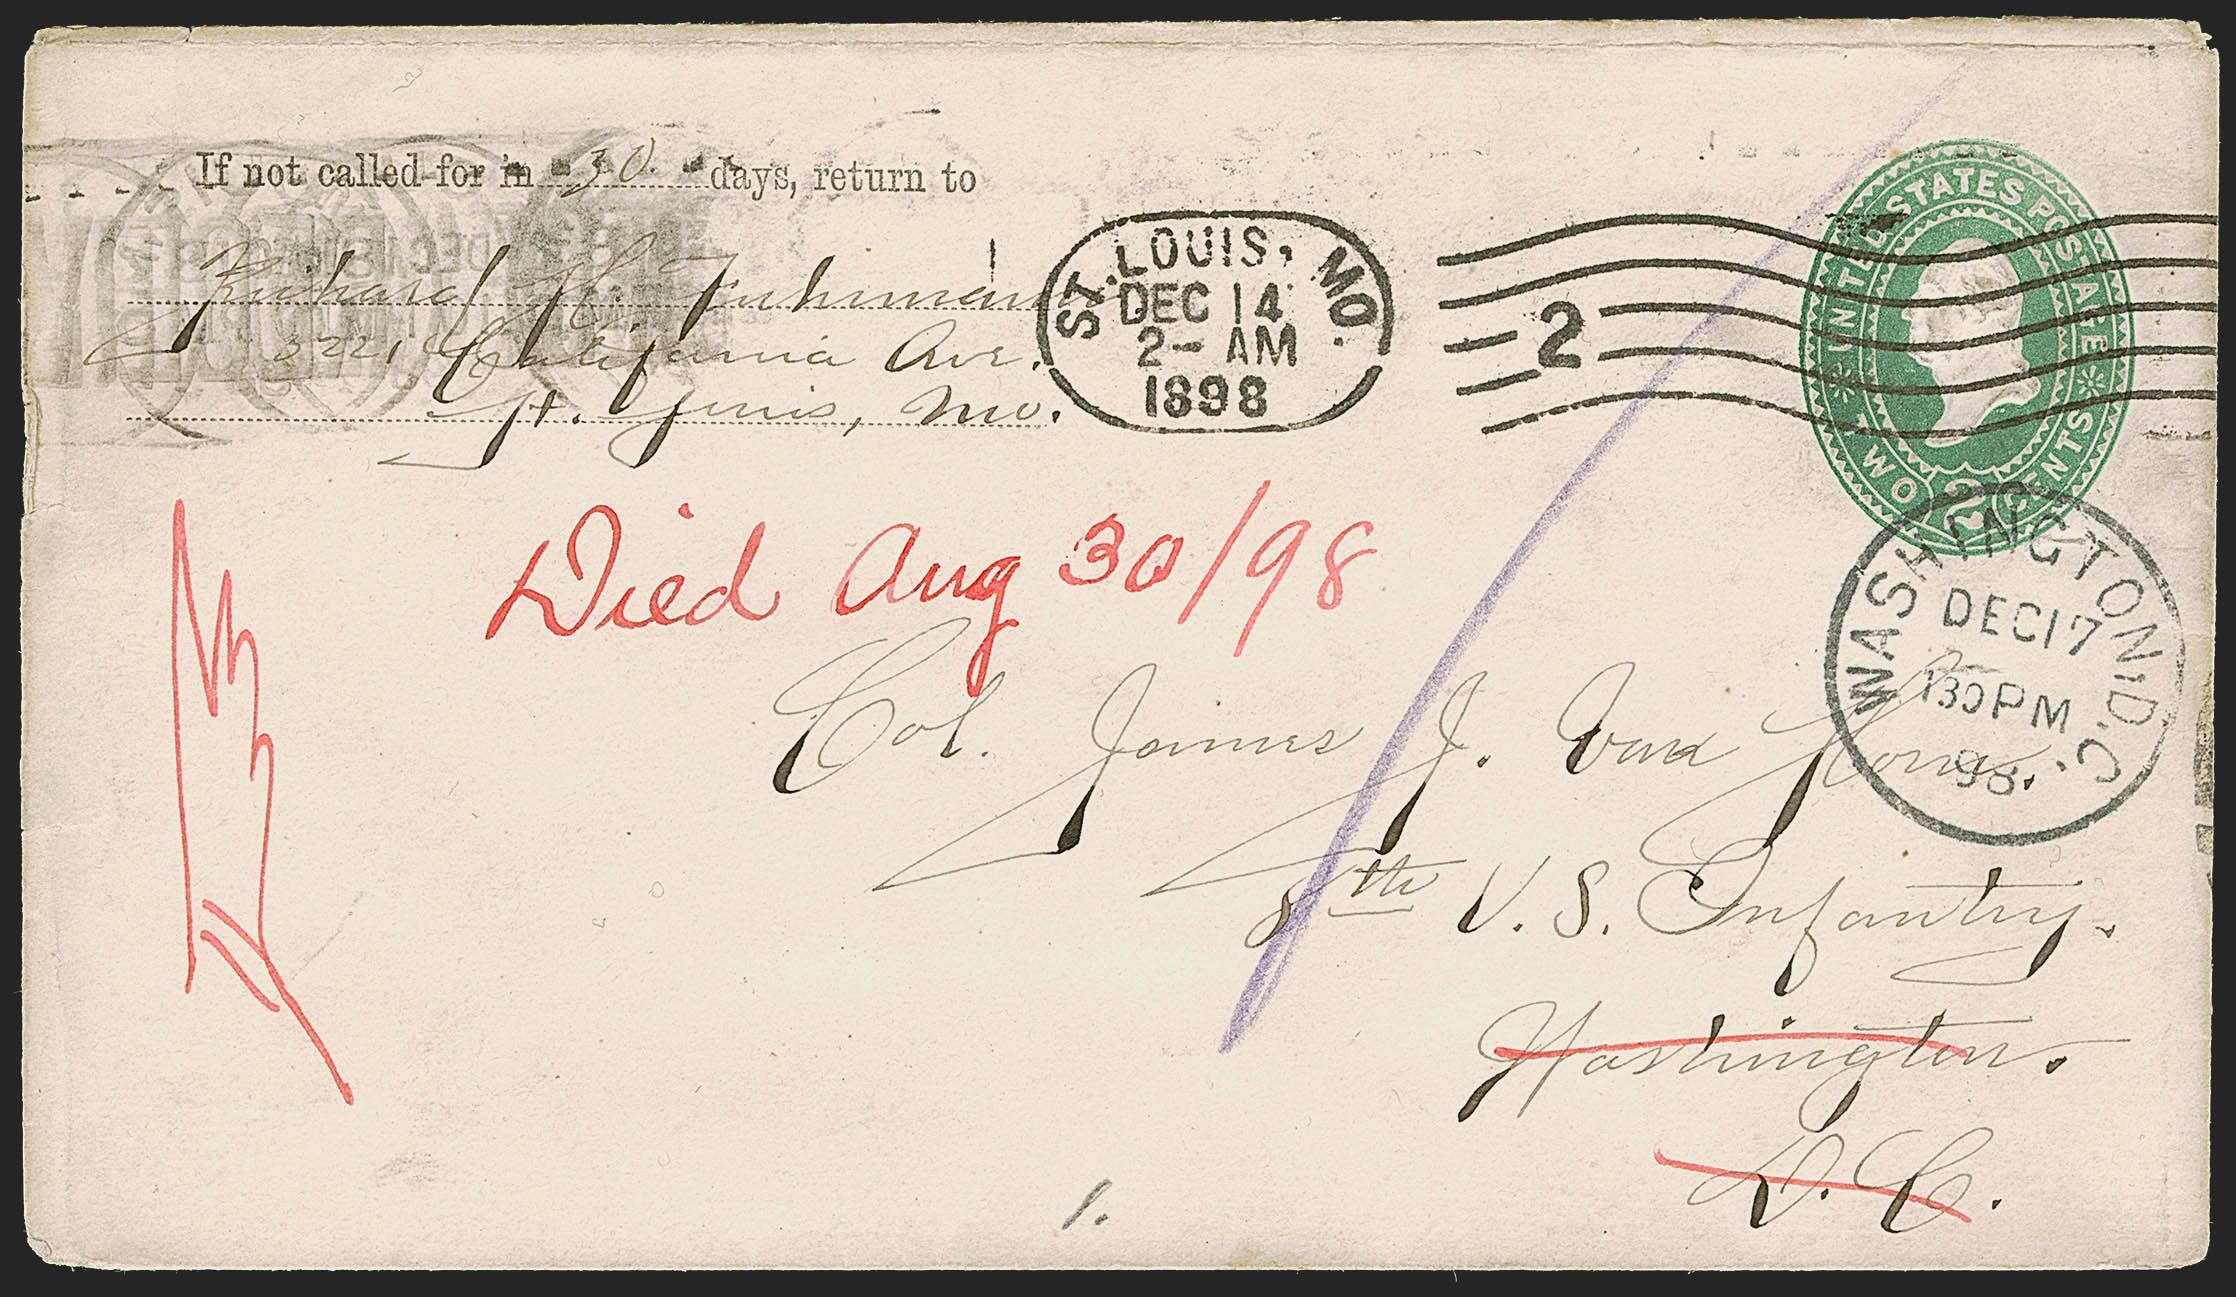 If not called for in 30 days, return to
Richard H. Fuhrmann
3221 California Ave.
St. Louis, Mo.
ST. LOUIS, MO.
DEC 14
2- AM
1898
2
UNITED STATES POSTAGE
TWO 2 CENTS
WASHINGTON, D.C.
DEC 17
130 PM
98.
Died Aug 30/98
Col. James J. Van Horn.
8th U. S. Infantry.
Washington.
D. C.
1.